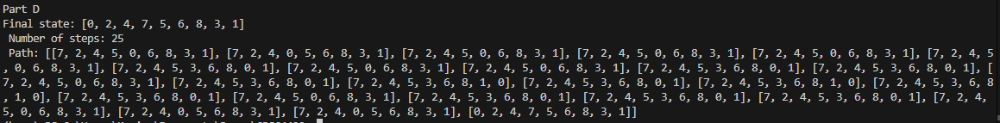 Part D
Final state: [0, 2, 4, 7, 5, 6, 8, 3, 1]
 Number of steps: 25
 Path: [[7, 2, 4, 5, 0, 6, 8, 3, 1], [7, 2, 4, 0, 5, 6, 8, 3, 1], [7, 2, 4, 5, 0, 6, 8, 3, 1], [7, 2, 4, 5, 0, 6, 8, 3, 1], [7, 2, 4, 5, 0, 6, 8, 3, 1], [7, 2, 4, 5
, 0, 6, 8, 3, 1], [7, 2, 4, 5, 3, 6, 8, 0, 1], [7, 2, 4, 5, 0, 6, 8, 3, 1], [7, 2, 4, 5, 0, 6, 8, 3, 1], [7, 2, 4, 5, 3, 6, 8, 0, 1], [7, 2, 4, 5, 3, 6, 8, 0, 1], [
7, 2, 4, 5, 0, 6, 8, 3, 1], [7, 2, 4, 5, 3, 6, 8, 1, 0], [7, 2, 4, 5, 3, 6, 8, 0, 1], [7, 2, 4, 5, 3, 6, 8, 1, 0], [7, 2, 4, 5, 3, 6, 8
, 1, 0], [7, 2, 4, 5, 3, 6, 8, 0, 1], [7, 2, 4, 5, 0, 6, 8, 3, 1], [7, 2, 4, 5, 3, 6, 8, 0, 1], [7, 2, 4, 5, 3, 6, 8, 0, 1], [7, 2, 4, 5, 3, 6, 8, 0, 1], [7, 2, 4,
5, 0, 6, 8, 3, 1], [7, 2, 4, 0, 5, 6, 8, 3, 1], [7, 2, 4, 0, 5, 6, 8, 3, 1], [0, 2, 4, 7, 5, 6, 8, 3, 1]]